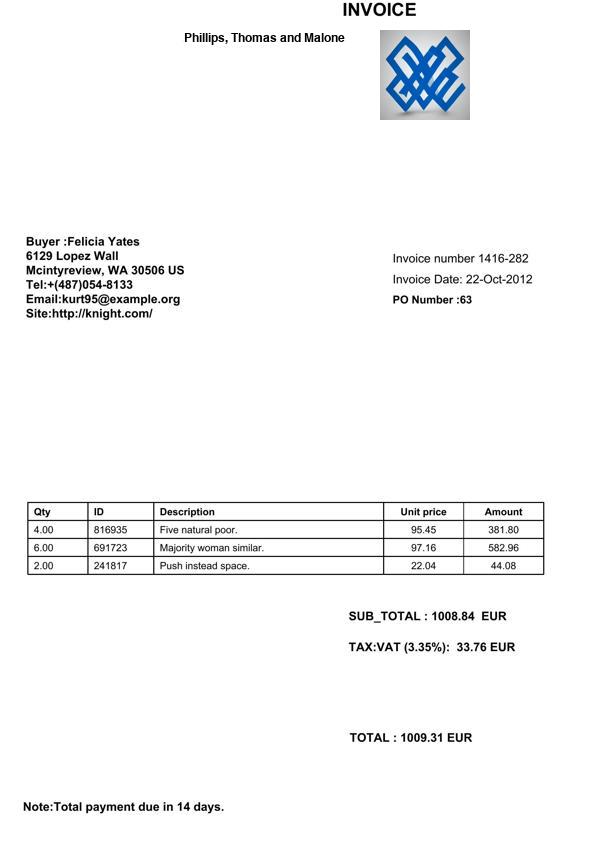 INVOICE
Phillips, Thomas and Malone
Buyer :Felicia Yates
6129 Lopez Wall
Mcintyreview, WA 30506 US
Tel:+(487)054-8133
Email:kurt95@example.org
Site:http://knight.com/
Invoice number 1416-282
Invoice Date: 22-Oct-2012
PO Number :63
Qty ID Description Unit price Amount
4.00 816935 Five natural poor. 95.45 381.80
6.00 691723 Majority woman similar. 97.16 582.96
2.00 241817 Push instead space. 22.04 44.08
SUB_TOTAL : 1008.84 EUR
TAX:VAT (3.35%): 33.76 EUR
TOTAL : 1009.31 EUR
Note:Total payment due in 14 days.